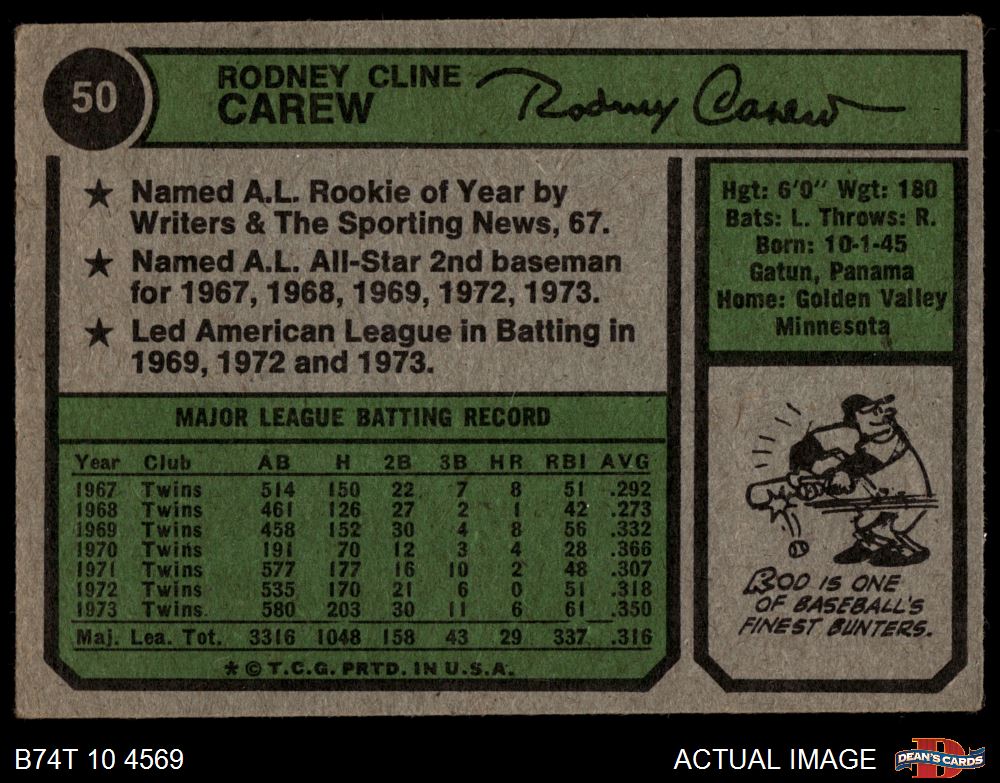 50
RODNEY CLINE
CAREW
Rodney Carew
★ Named A.L. Rookie of Year by
Writers & The Sporting News, 67.
★ Named A.L. All-Star 2nd baseman
for 1967, 1968, 1969, 1972, 1973.
★ Led American League in Batting in
1969, 1972 and 1973.
Hgt: 6'0" Wgt: 180
Bats: L. Throws: R.
Born: 10-1-45
Gatun, Panama
Home: Golden Valley
Minnesota
MAJOR LEAGUE BATTING RECORD
Year Club AB H 2B 3B HR RBI AVG
1967 Twins 514 150 22 7 8 51 .292
1968 Twins 461 126 27 2 1 42 .273
1969 Twins 458 152 30 4 8 56 .332
1970 Twins 191 70 12 3 4 28 .366
1971 Twins 577 177 16 10 2 48 .307
1972 Twins 535 170 21 6 0 51 .318
1973 Twins. 580 203 30 11 6 61 .350
Maj. Lea. Tot. 3316 1048 158 43 29 337 .316
* © T.C.G. PRTD. IN U.S.A.
ROD IS ONE
OF BASEBALL'S
FINEST BUNTERS.
B74T 10 4569
ACTUAL IMAGE
D
DEAN'S CARDS